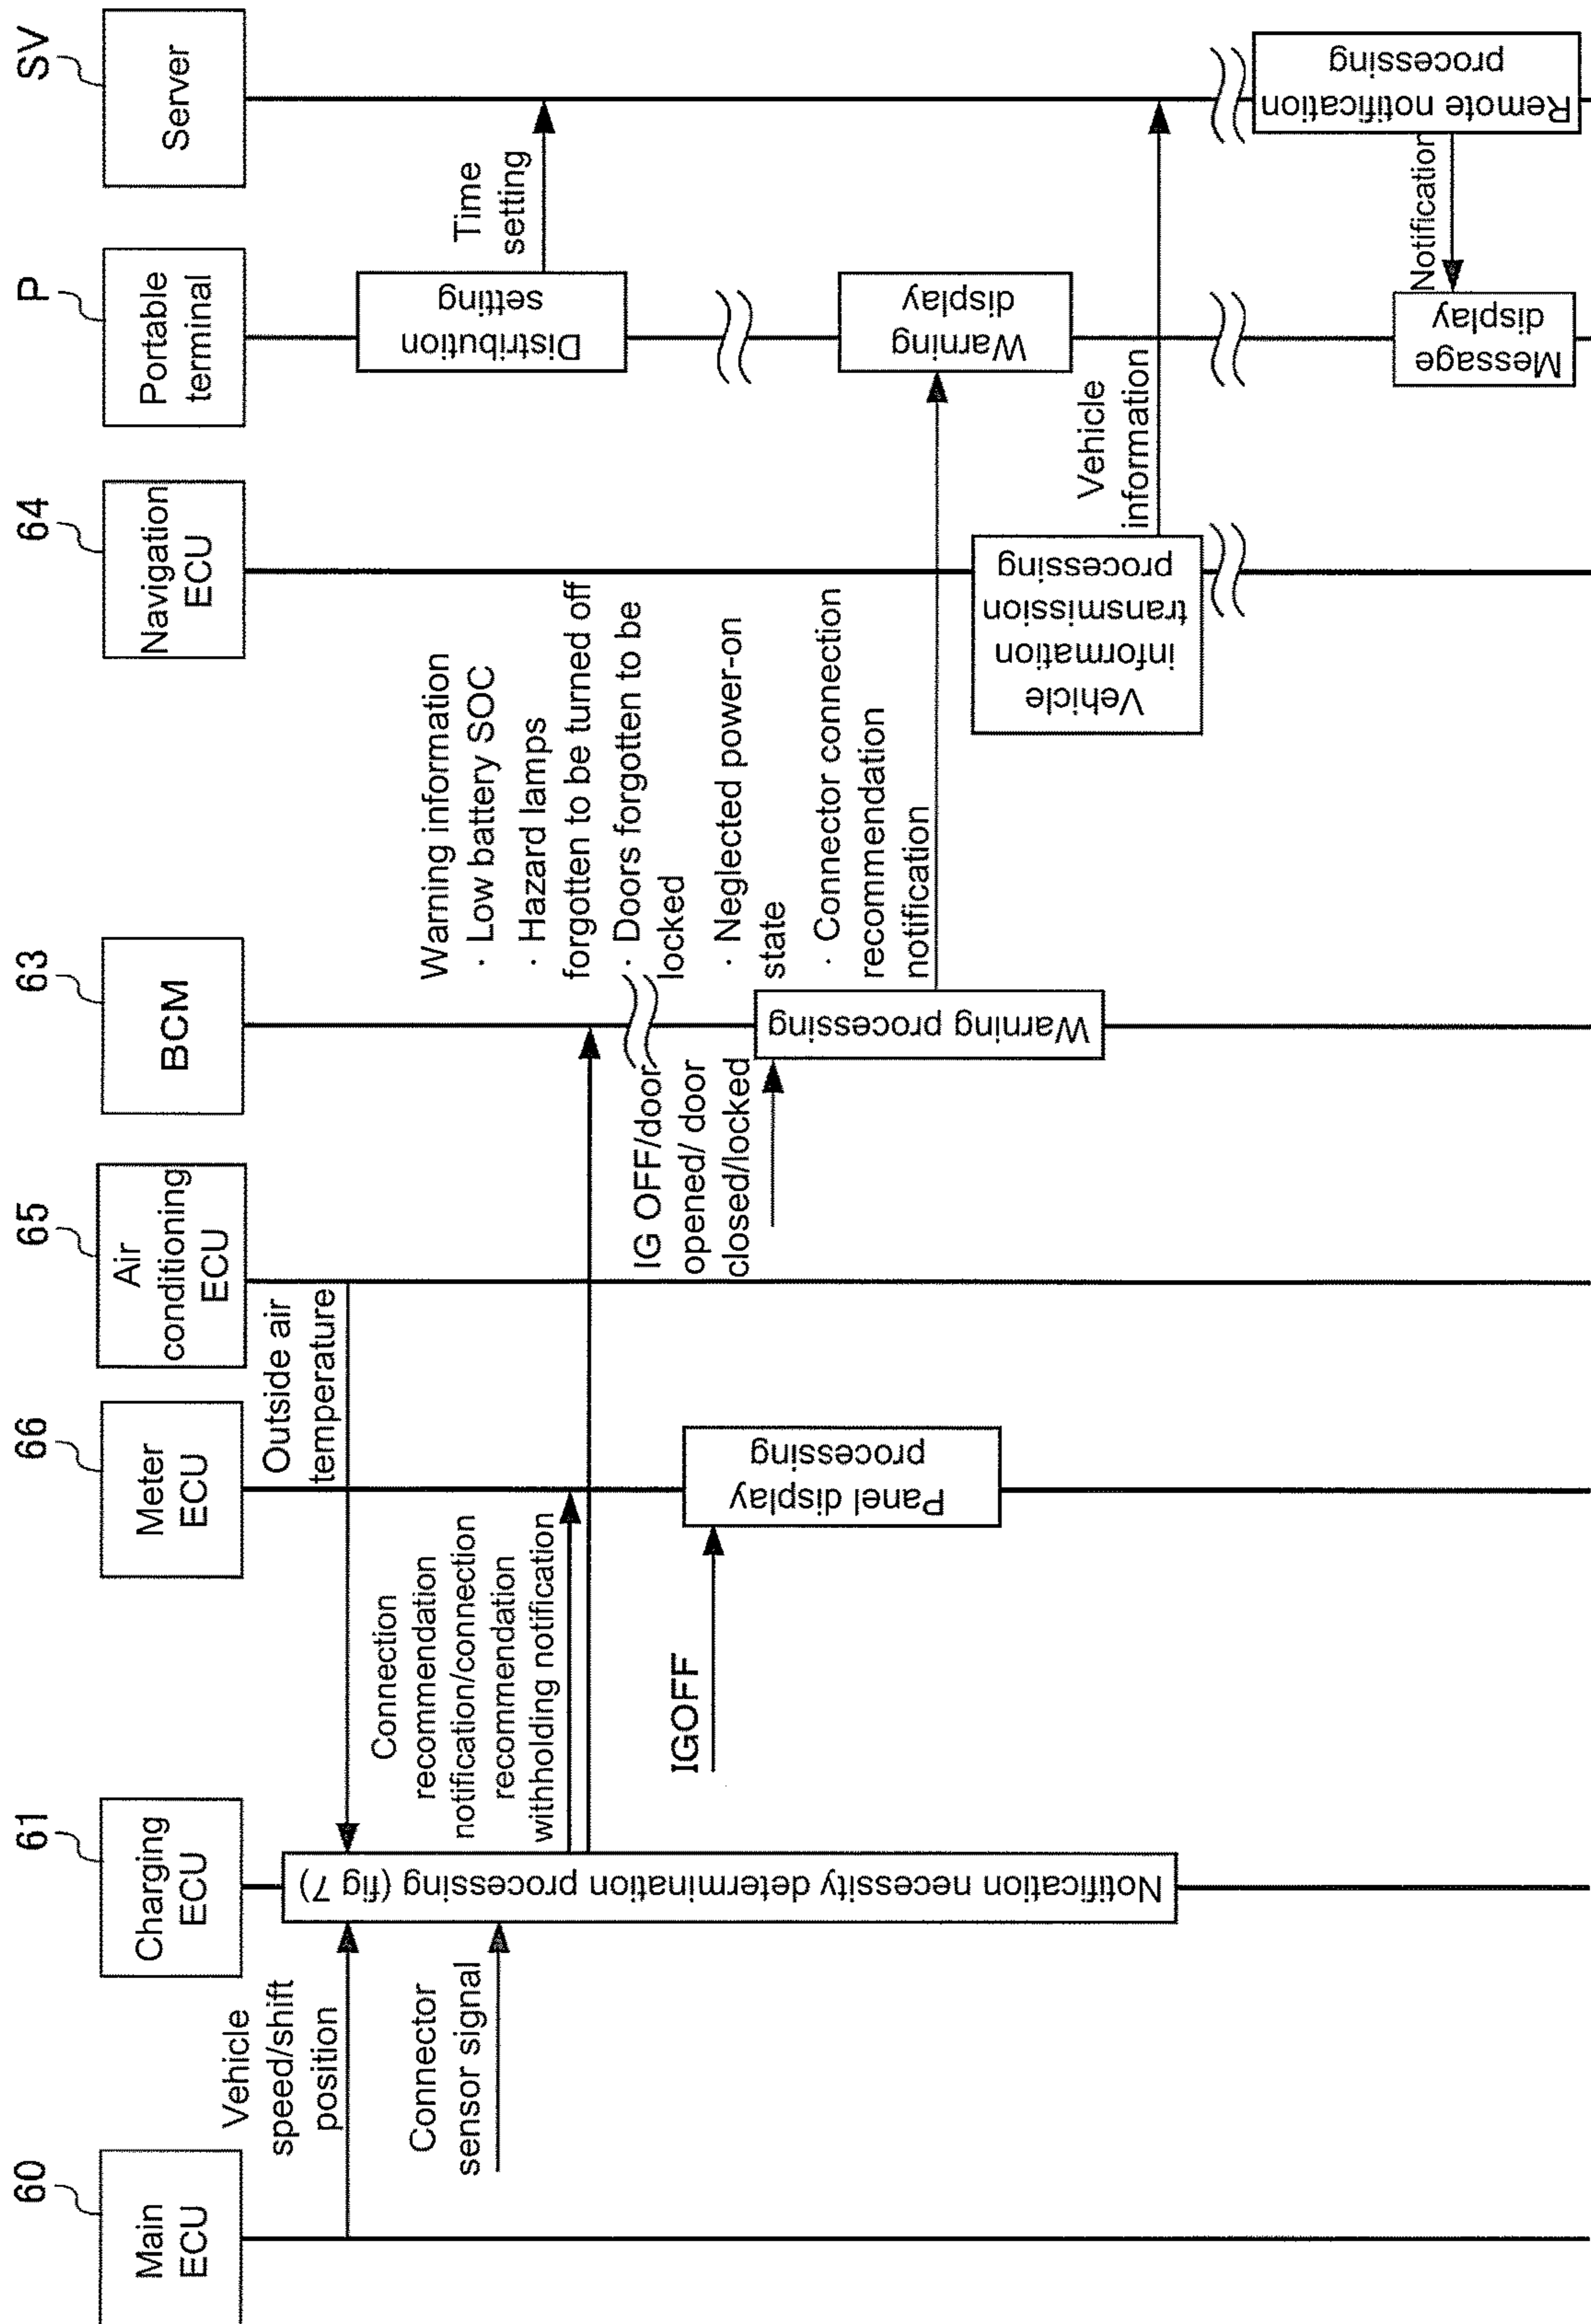 60
Main
ECU
61
Charging
ECU
66
Meter
ECU
65
Air
conditioning
ECU
63
BCM
64
Navigation
ECU
P
Portable
terminal
SV
Server
Vehicle
speed/shift
position
Connector
sensor signal
Notification necessity determination processing (fig 7)
Outside air
temperature
Connection
recommendation
notification/connection
recommendation
withholding notification
IGOFF
Panel display
processing
IG OFF/door
opened/ door
closed/locked
Warning processing
Warning information
· Low battery SOC
· Hazard lamps
forgotten to be turned off
· Doors forgotten to be
locked
· Neglected power-on
state
· Connector connection
recommendation
notification
Vehicle
information
transmission
processing
Vehicle
information
Distribution
setting
Time
setting
Warning
display
Remote notification
processing
Notification
Message
display